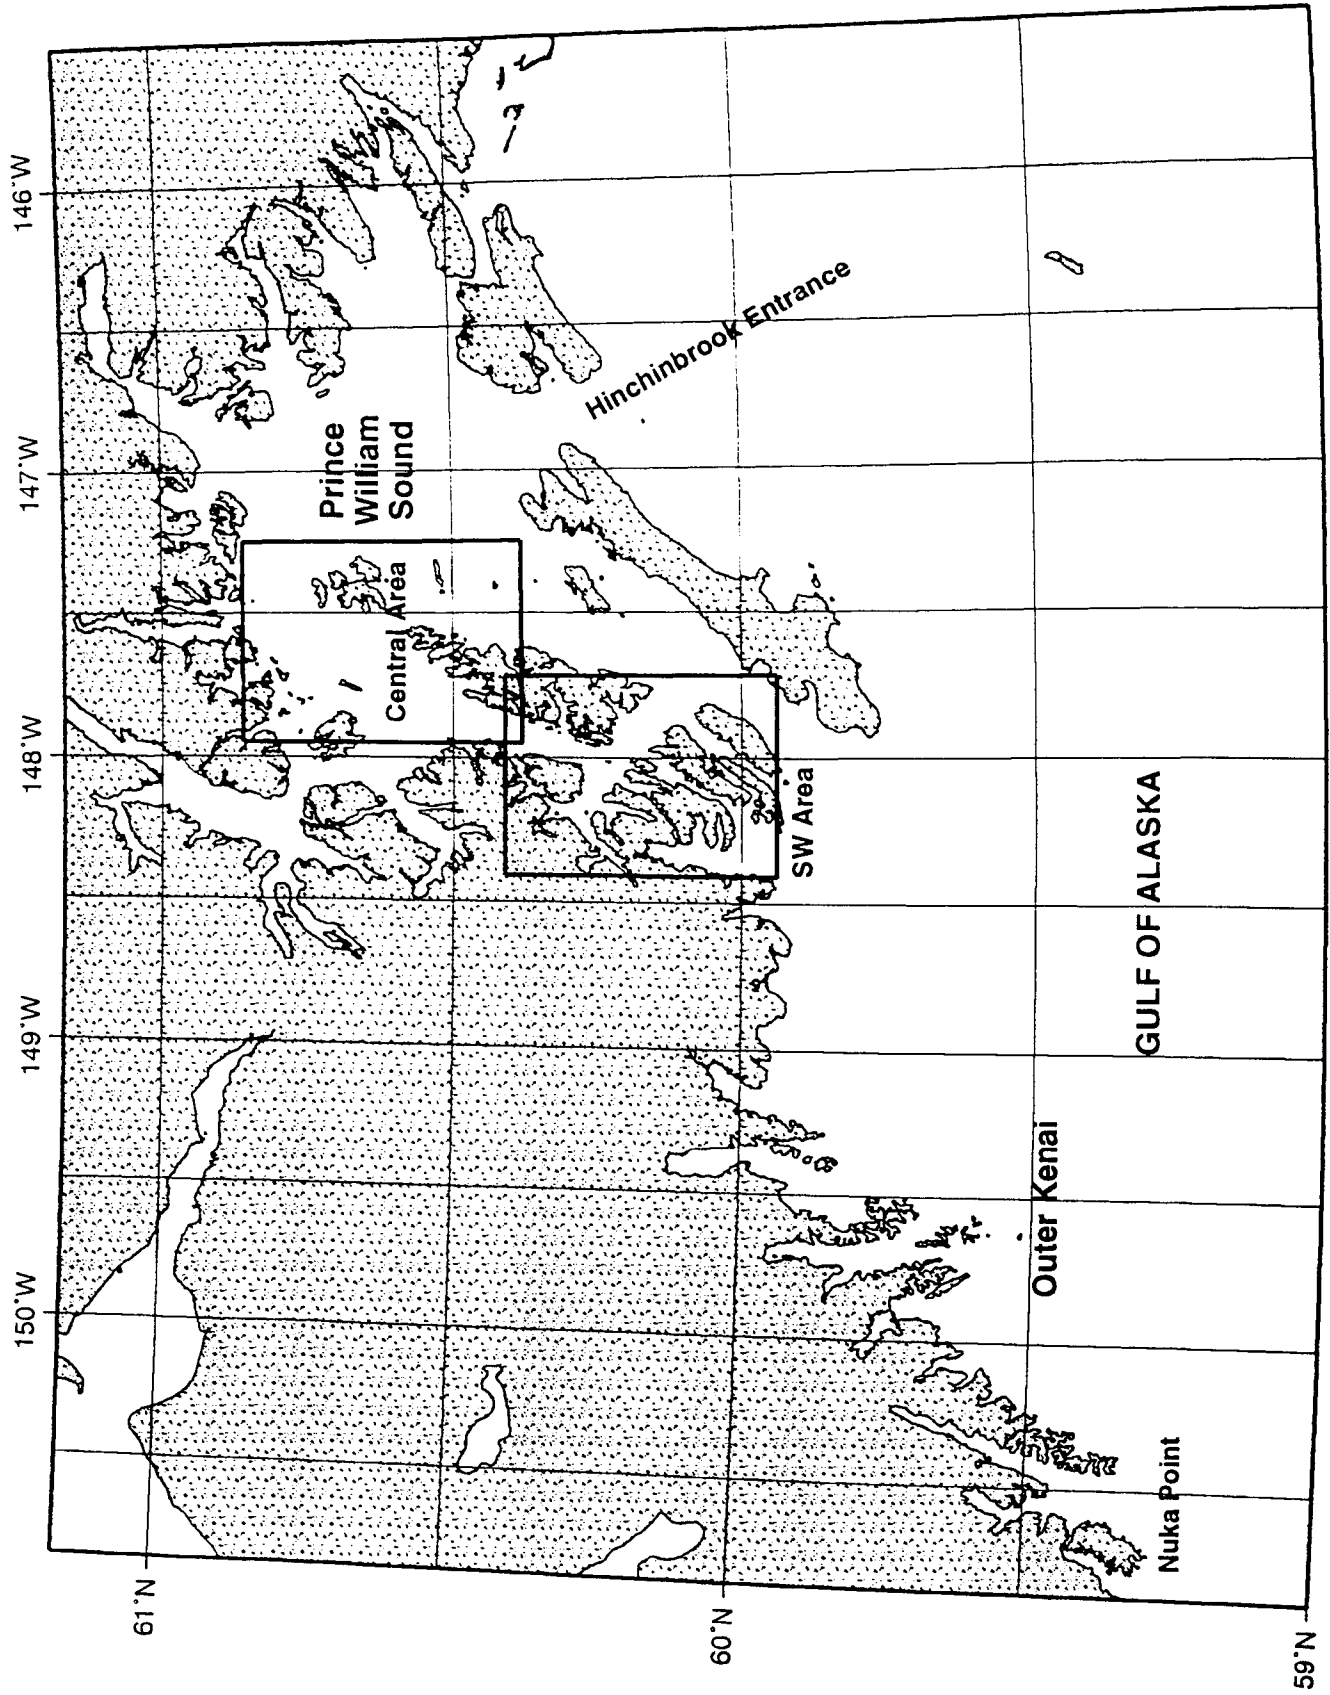 150°W
149°W
148°W
147°W
146°W
61°N
60°N
59°N
Prince
William
Sound
Central Area
Hinchinbrook Entrance
SW Area
GULF OF ALASKA
Outer Kenai
Nuka Point